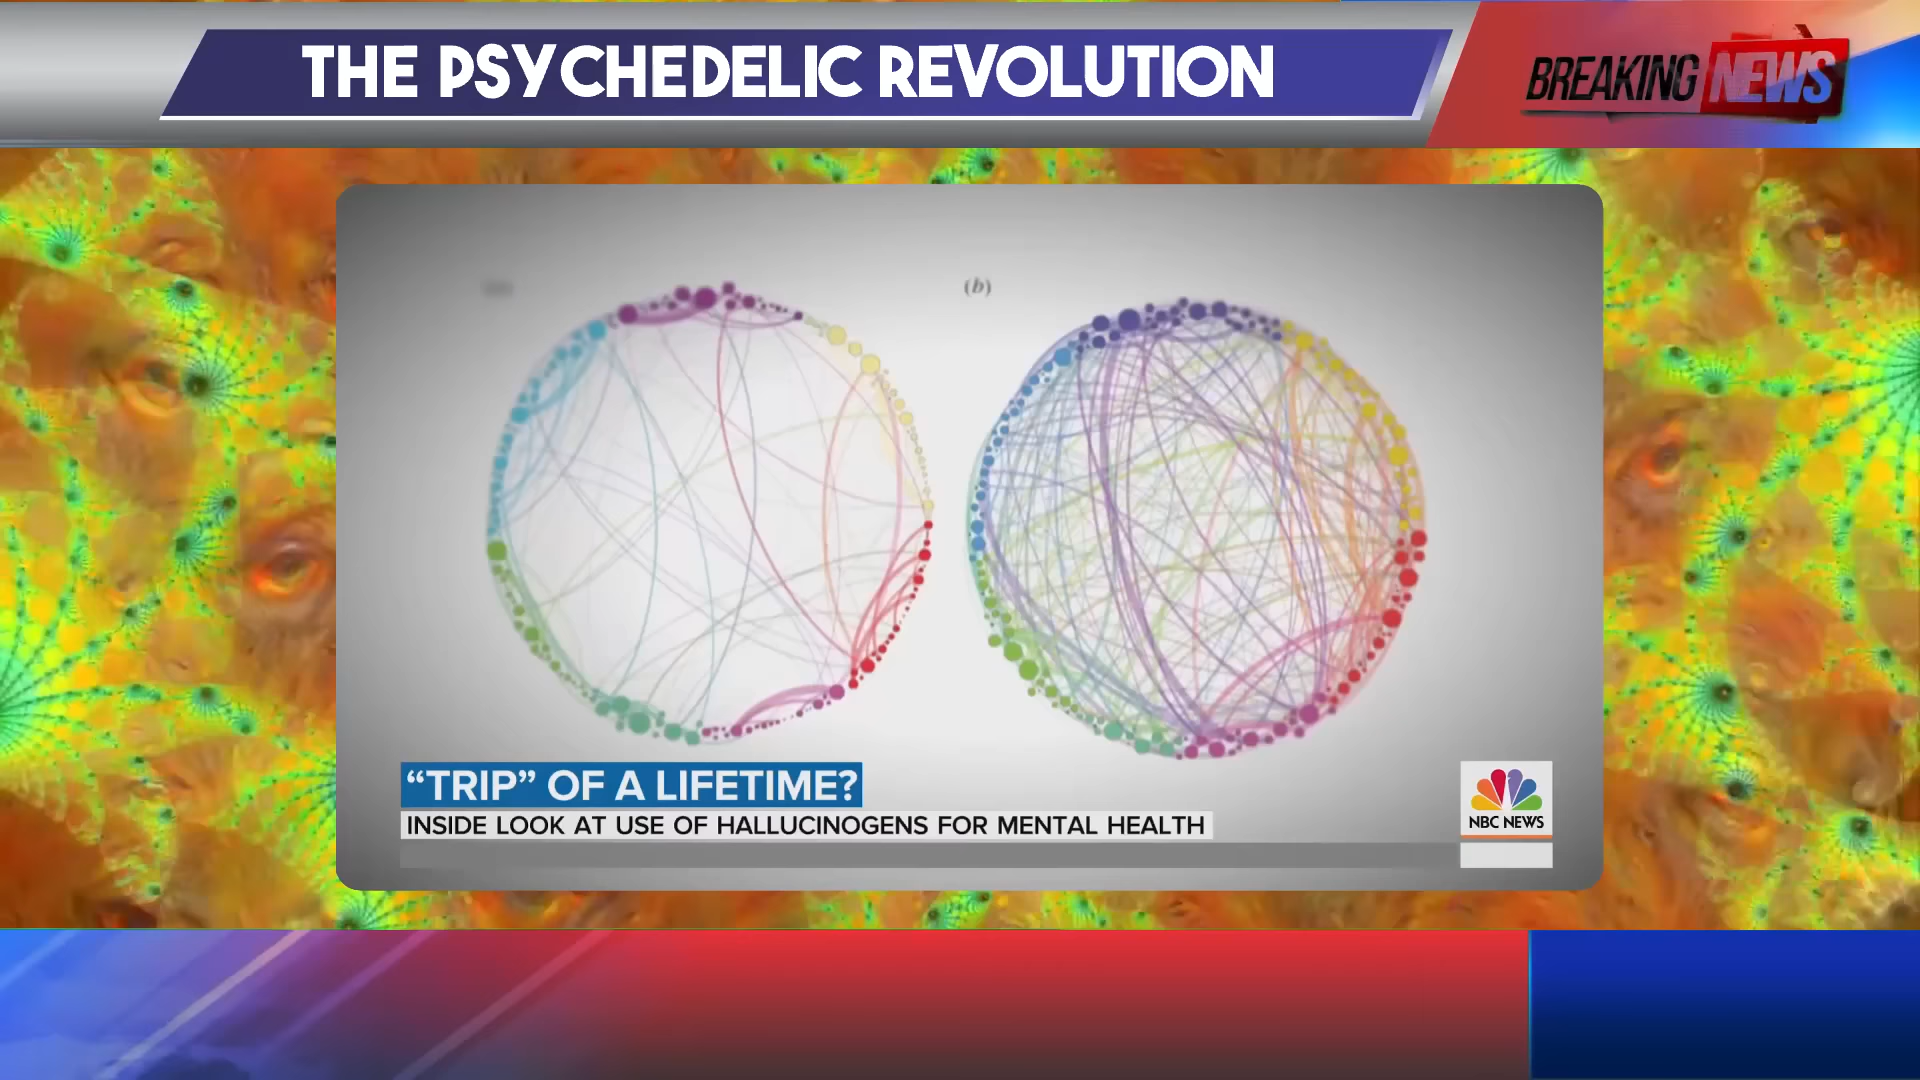 THE PSYCHEDELIC REVOLUTION
BREAKING NEWS
(b)
“TRIP” OF A LIFETIME?
INSIDE LOOK AT USE OF HALLUCINOGENS FOR MENTAL HEALTH
NBC NEWS